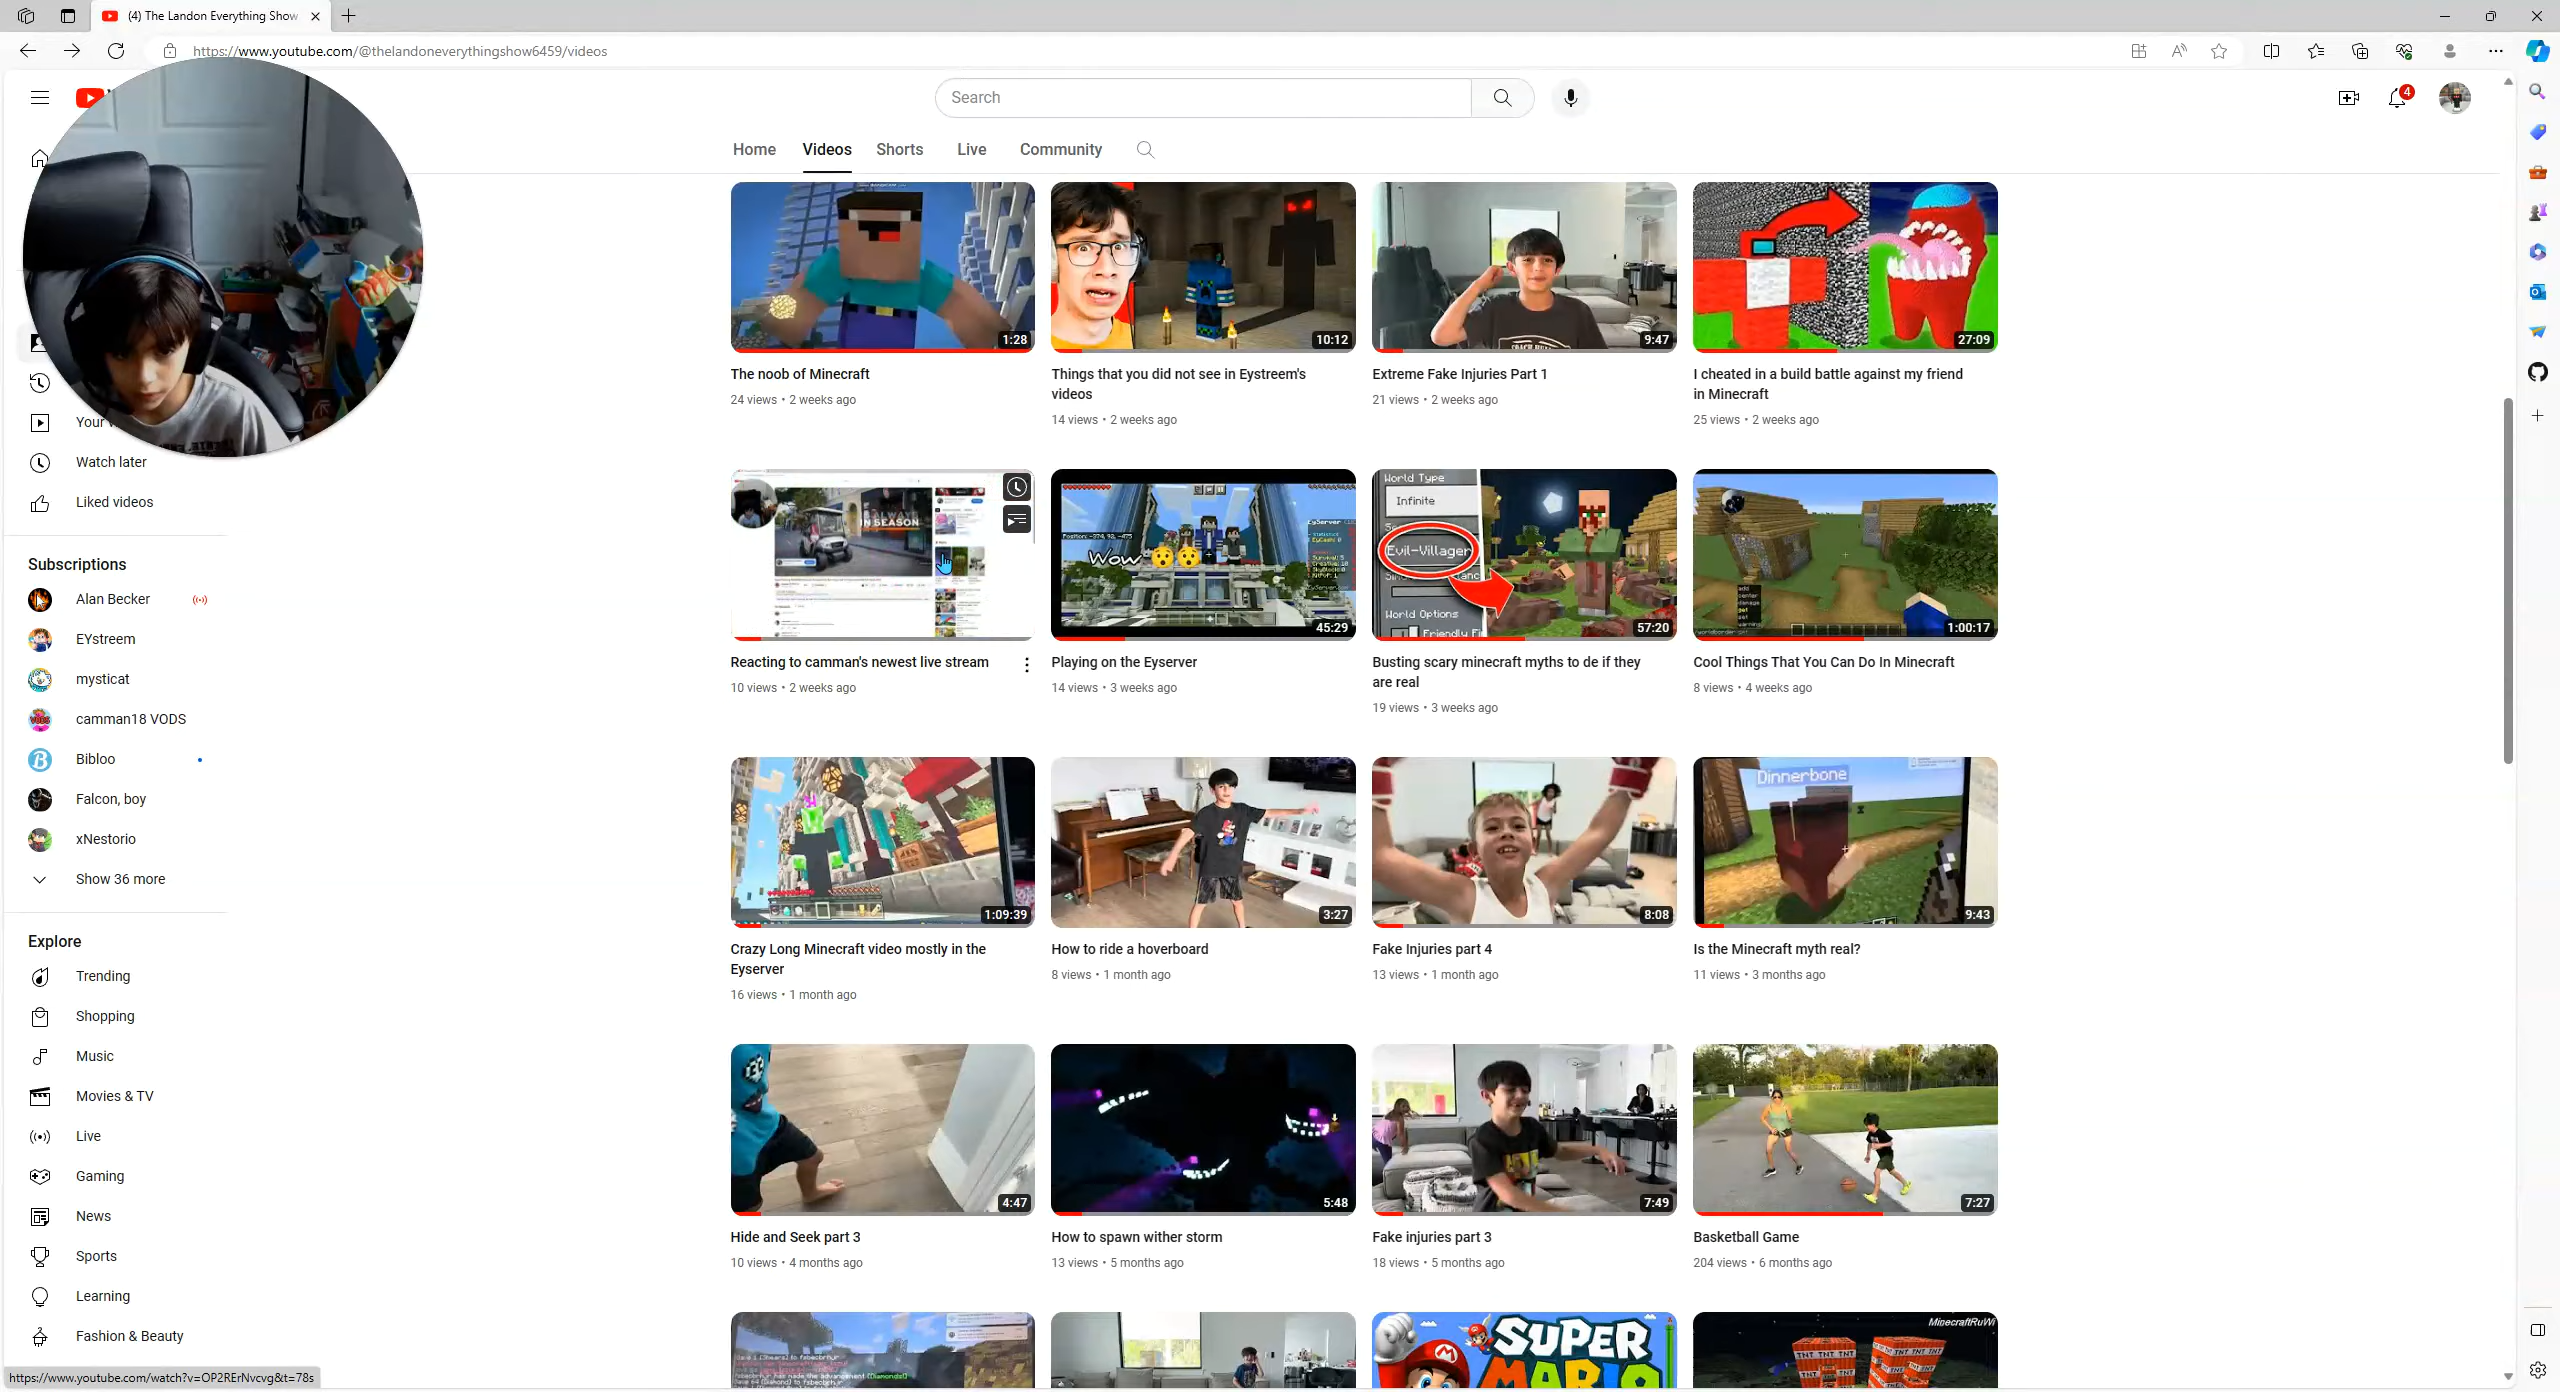 (4) The Landon Everything Show
https://www.youtube.com/@thelandoneverythingshow6459/videos
Search
4
Home
Videos
Shorts
Live
Community
1:28
10:12
9:47
27:09
The noob of Minecraft
24 views • 2 weeks ago
Things that you did not see in Eystreem's
videos
14 views • 2 weeks ago
Extreme Fake Injuries Part 1
21 views • 2 weeks ago
I cheated in a build battle against my friend
in Minecraft
25 views • 2 weeks ago
Your
Watch later
Liked videos
Subscriptions
Alan Becker
EYstreem
mysticat
camman18 VODS
Bibloo
Falcon, boy
xNestorio
Show 36 more
Explore
Trending
Shopping
Music
Movies & TV
Live
Gaming
News
Sports
Learning
Fashion & Beauty
IN SEASON
Wow
45:29
World Type
Infinite
Evil-Villager
World Options
57:20
1:00:17
Reacting to camman's newest live stream
10 views • 2 weeks ago
Playing on the Eyserver
14 views • 3 weeks ago
Busting scary minecraft myths to de if they
are real
19 views • 3 weeks ago
Cool Things That You Can Do In Minecraft
8 views • 4 weeks ago
1:09:39
3:27
8:08
Dinnerbone
9:43
Crazy Long Minecraft video mostly in the
Eyserver
16 views • 1 month ago
How to ride a hoverboard
8 views • 1 month ago
Fake Injuries part 4
13 views • 1 month ago
Is the Minecraft myth real?
11 views • 3 months ago
4:47
5:48
7:49
7:27
Hide and Seek part 3
10 views • 4 months ago
How to spawn wither storm
13 views • 5 months ago
Fake injuries part 3
18 views • 5 months ago
Basketball Game
204 views • 6 months ago
SUPER
MARIO
MinecraftRuWi
TNT
https://www.youtube.com/watch?v=OP2RErNvcvg&t=78s